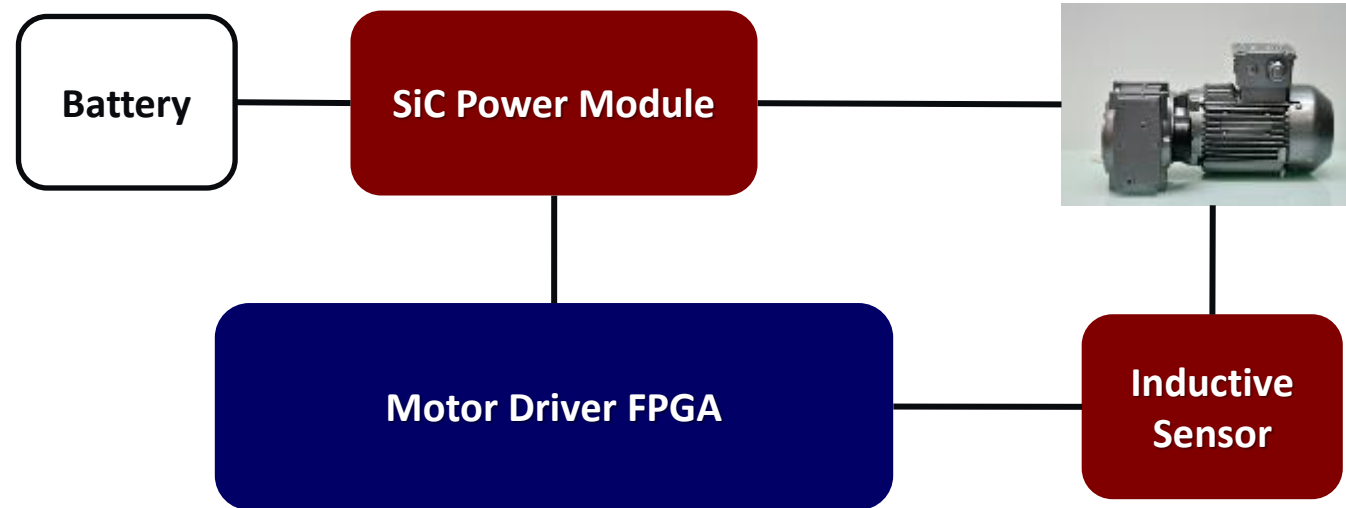 Battery
SiC Power Module
Motor Driver FPGA
Inductive
Sensor